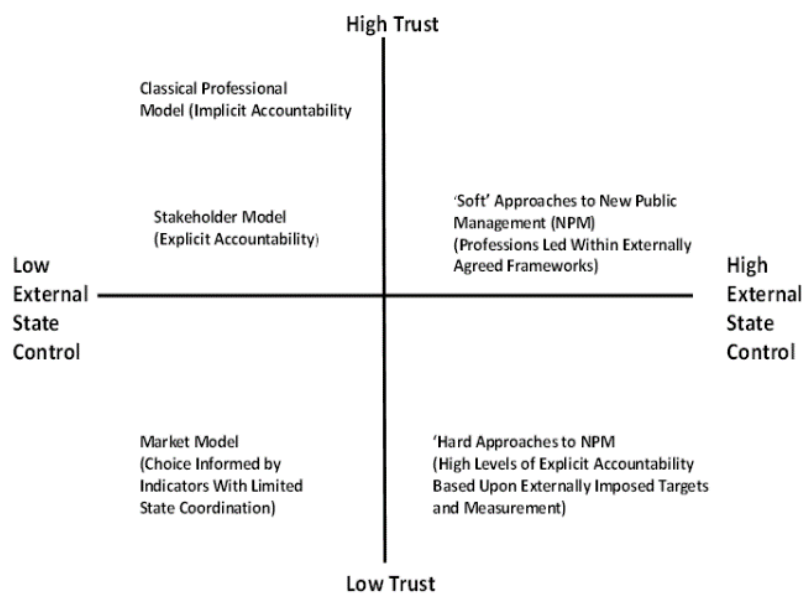 High Trust
Classical Professional
Model (Implicit Accountability
Stakeholder Model
(Explicit Accountability)
‘Soft’ Approaches to New Public
Management (NPM)
(Professions Led Within Externally
Agreed Frameworks)
Low
External
State
Control
High
External
State
Control
Market Model
(Choice Informed by
Indicators With Limited
State Coordination)
‘Hard Approaches to NPM
(High Levels of Explicit Accountability
Based Upon Externally Imposed Targets
and Measurement)
Low Trust